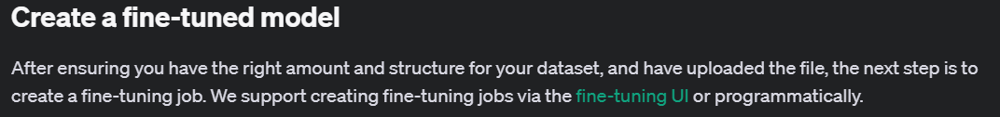 Create a fine-tuned model
After ensuring you have the right amount and structure for your dataset, and have uploaded the file, the next step is to
create a fine-tuning job. We support creating fine-tuning jobs via the fine-tuning UI or programmatically.